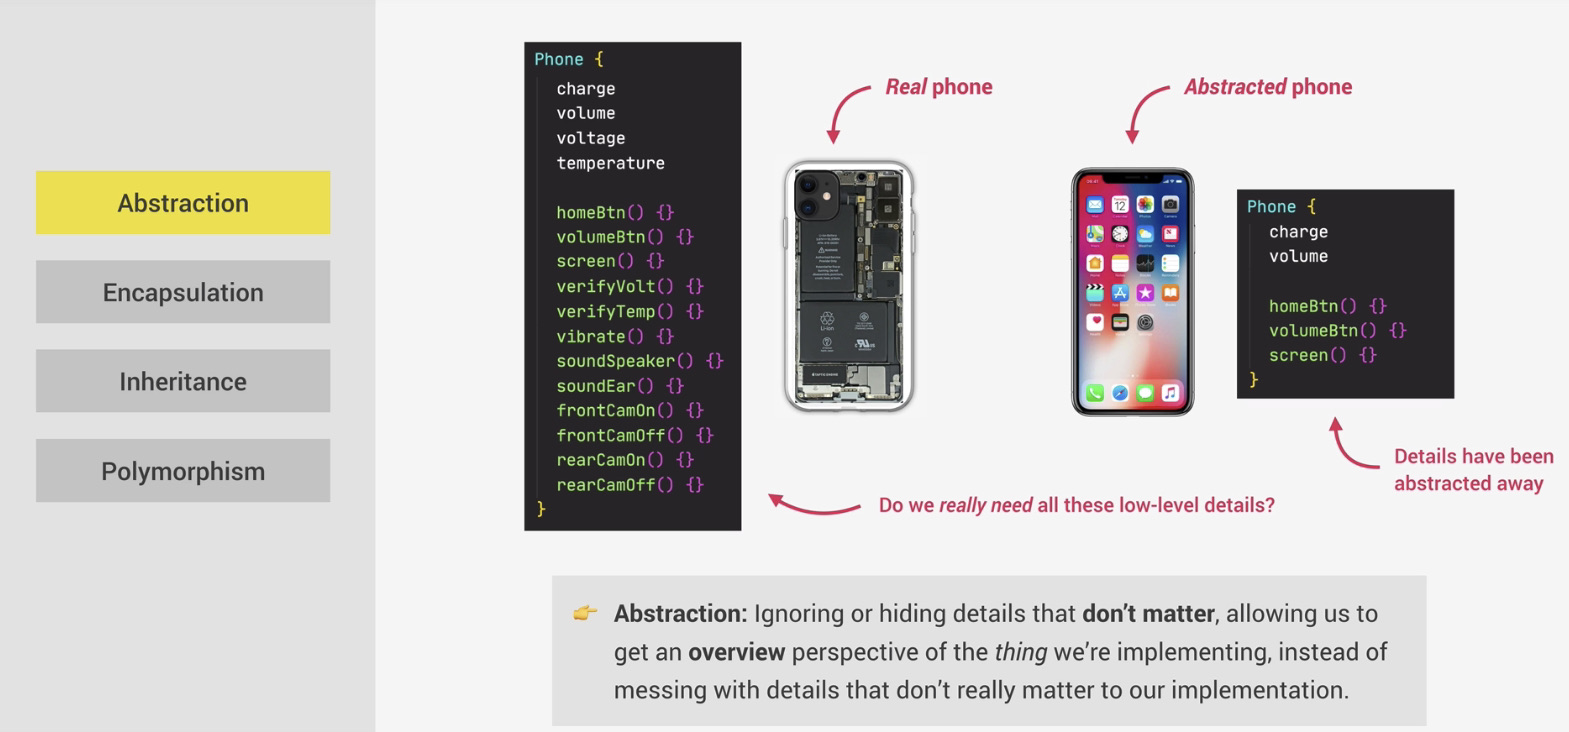 Abstraction
Encapsulation
Inheritance
Polymorphism
Phone {
charge
volume
voltage
temperature
homeBtn() {}
volumeBtn() {}
screen() {}
verifyVolt() {}
verifyTemp() {}
vibrate() {}
soundSpeaker() {}
soundEar() {}
frontCamOn() {}
frontCamOff() {}
rearCamOn() {}
rearCamOff() {}
}
Real phone
Do we really need all these low-level details?
Abstracted phone
12
Phone {
charge
volume
homeBtn() {}
volumeBtn() {}
screen() {}
}
Details have been
abstracted away
👉 Abstraction: Ignoring or hiding details that don’t matter, allowing us to
get an overview perspective of the thing we’re implementing, instead of
messing with details that don’t really matter to our implementation.